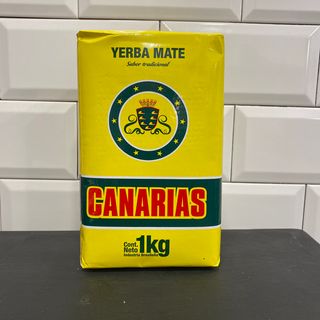 YERBA MATE
Sabor tradicional
CANARIAS
Cont. Neto 1kg
Industria Brasileña